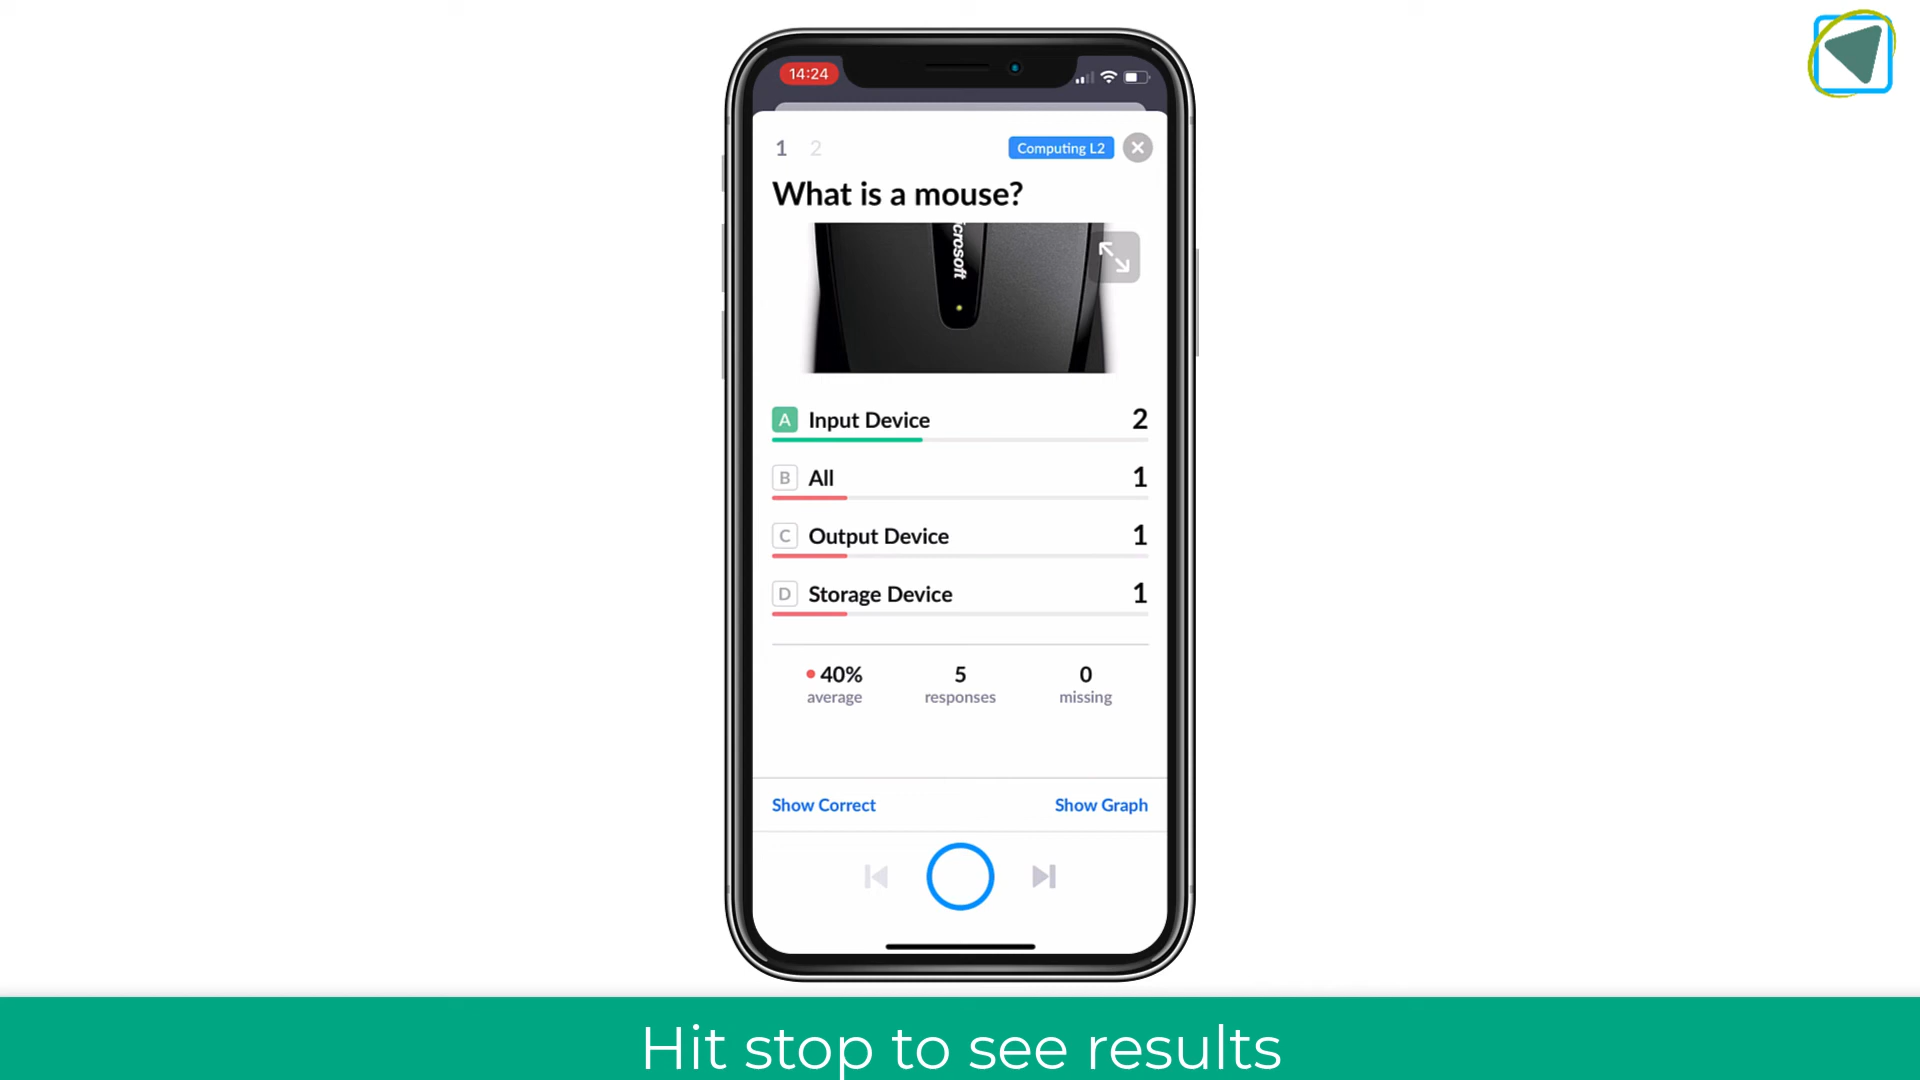 14:24
1 2 Computing L2
What is a mouse?
crosoft
A Input Device 2
B All 1
C Output Device 1
D Storage Device 1
40% 5 0
average responses missing
Show Correct Show Graph
Hit stop to see results